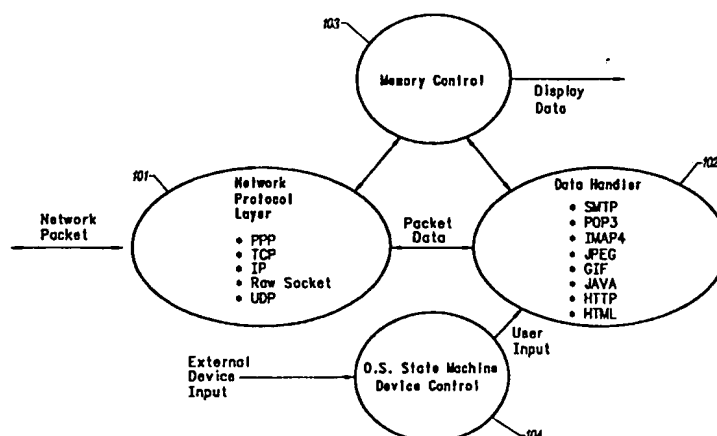 103
Memory Control
Display
Data
101
Network
Protocol
Layer
• PPP
• TCP
• IP
• Raw Socket
• UDP
Network
Packet
Packet
Data
102
Data Handler
• SMTP
• POP3
• IMAP4
• JPEG
• GIF
• JAVA
• HTTP
• HTML
User
Input
External
Device
Input
O.S. State Machine
Device Control
104